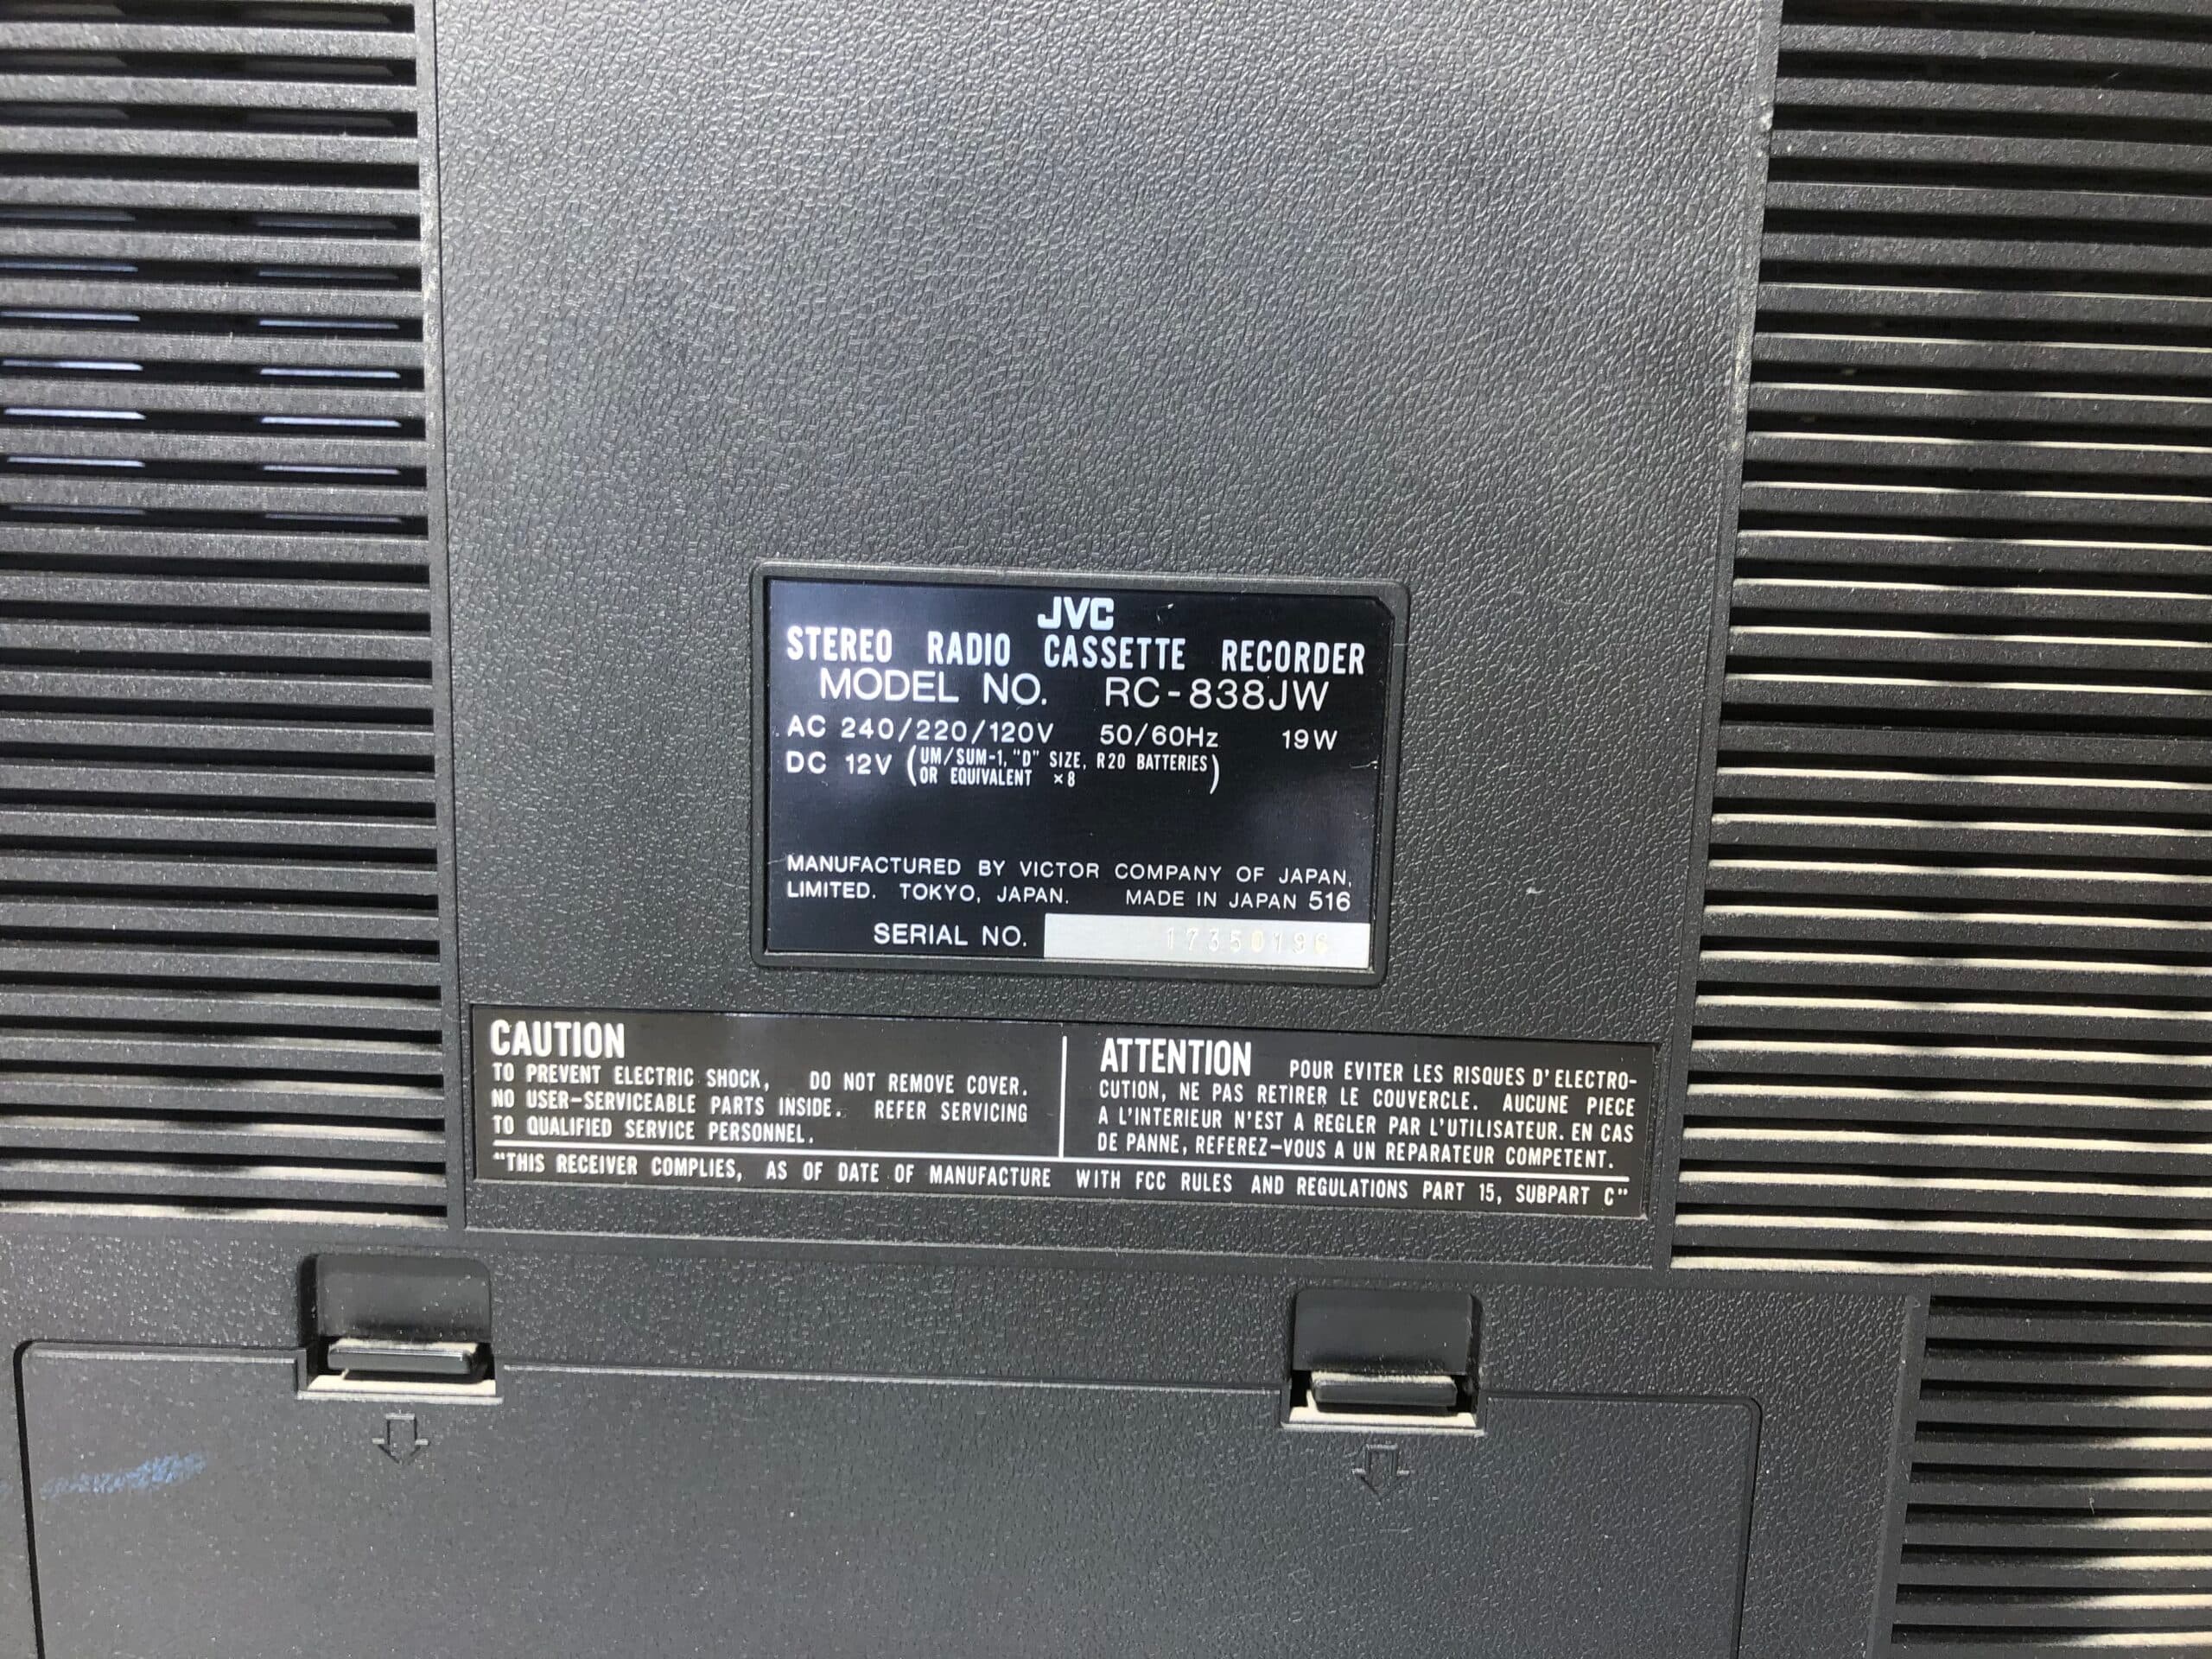 JVC
STEREO RADIO CASSETTE RECORDER
MODEL NO. RC-838JW
AC 240/220/120V 50/60Hz 19W
DC 12V (UM/SUM-1, "D" SIZE, R20 BATTERIES
OR EQUIVALENT ×8)
MANUFACTURED BY VICTOR COMPANY OF JAPAN,
LIMITED. TOKYO, JAPAN. MADE IN JAPAN 516
SERIAL NO. 17350196
CAUTION
TO PREVENT ELECTRIC SHOCK, DO NOT REMOVE COVER.
NO USER-SERVICEABLE PARTS INSIDE. REFER SERVICING
TO QUALIFIED SERVICE PERSONNEL.
ATTENTION POUR EVITER LES RISQUES D'ELECTRO-
CUTION, NE PAS RETIRER LE COUVERCLE. AUCUNE PIECE
A L'INTERIEUR N'EST A REGLER PAR L'UTILISATEUR. EN CAS
DE PANNE, REFEREZ-VOUS A UN REPARATEUR COMPETENT.
"THIS RECEIVER COMPLIES, AS OF DATE OF MANUFACTURE WITH FCC RULES AND REGULATIONS PART 15, SUBPART C"